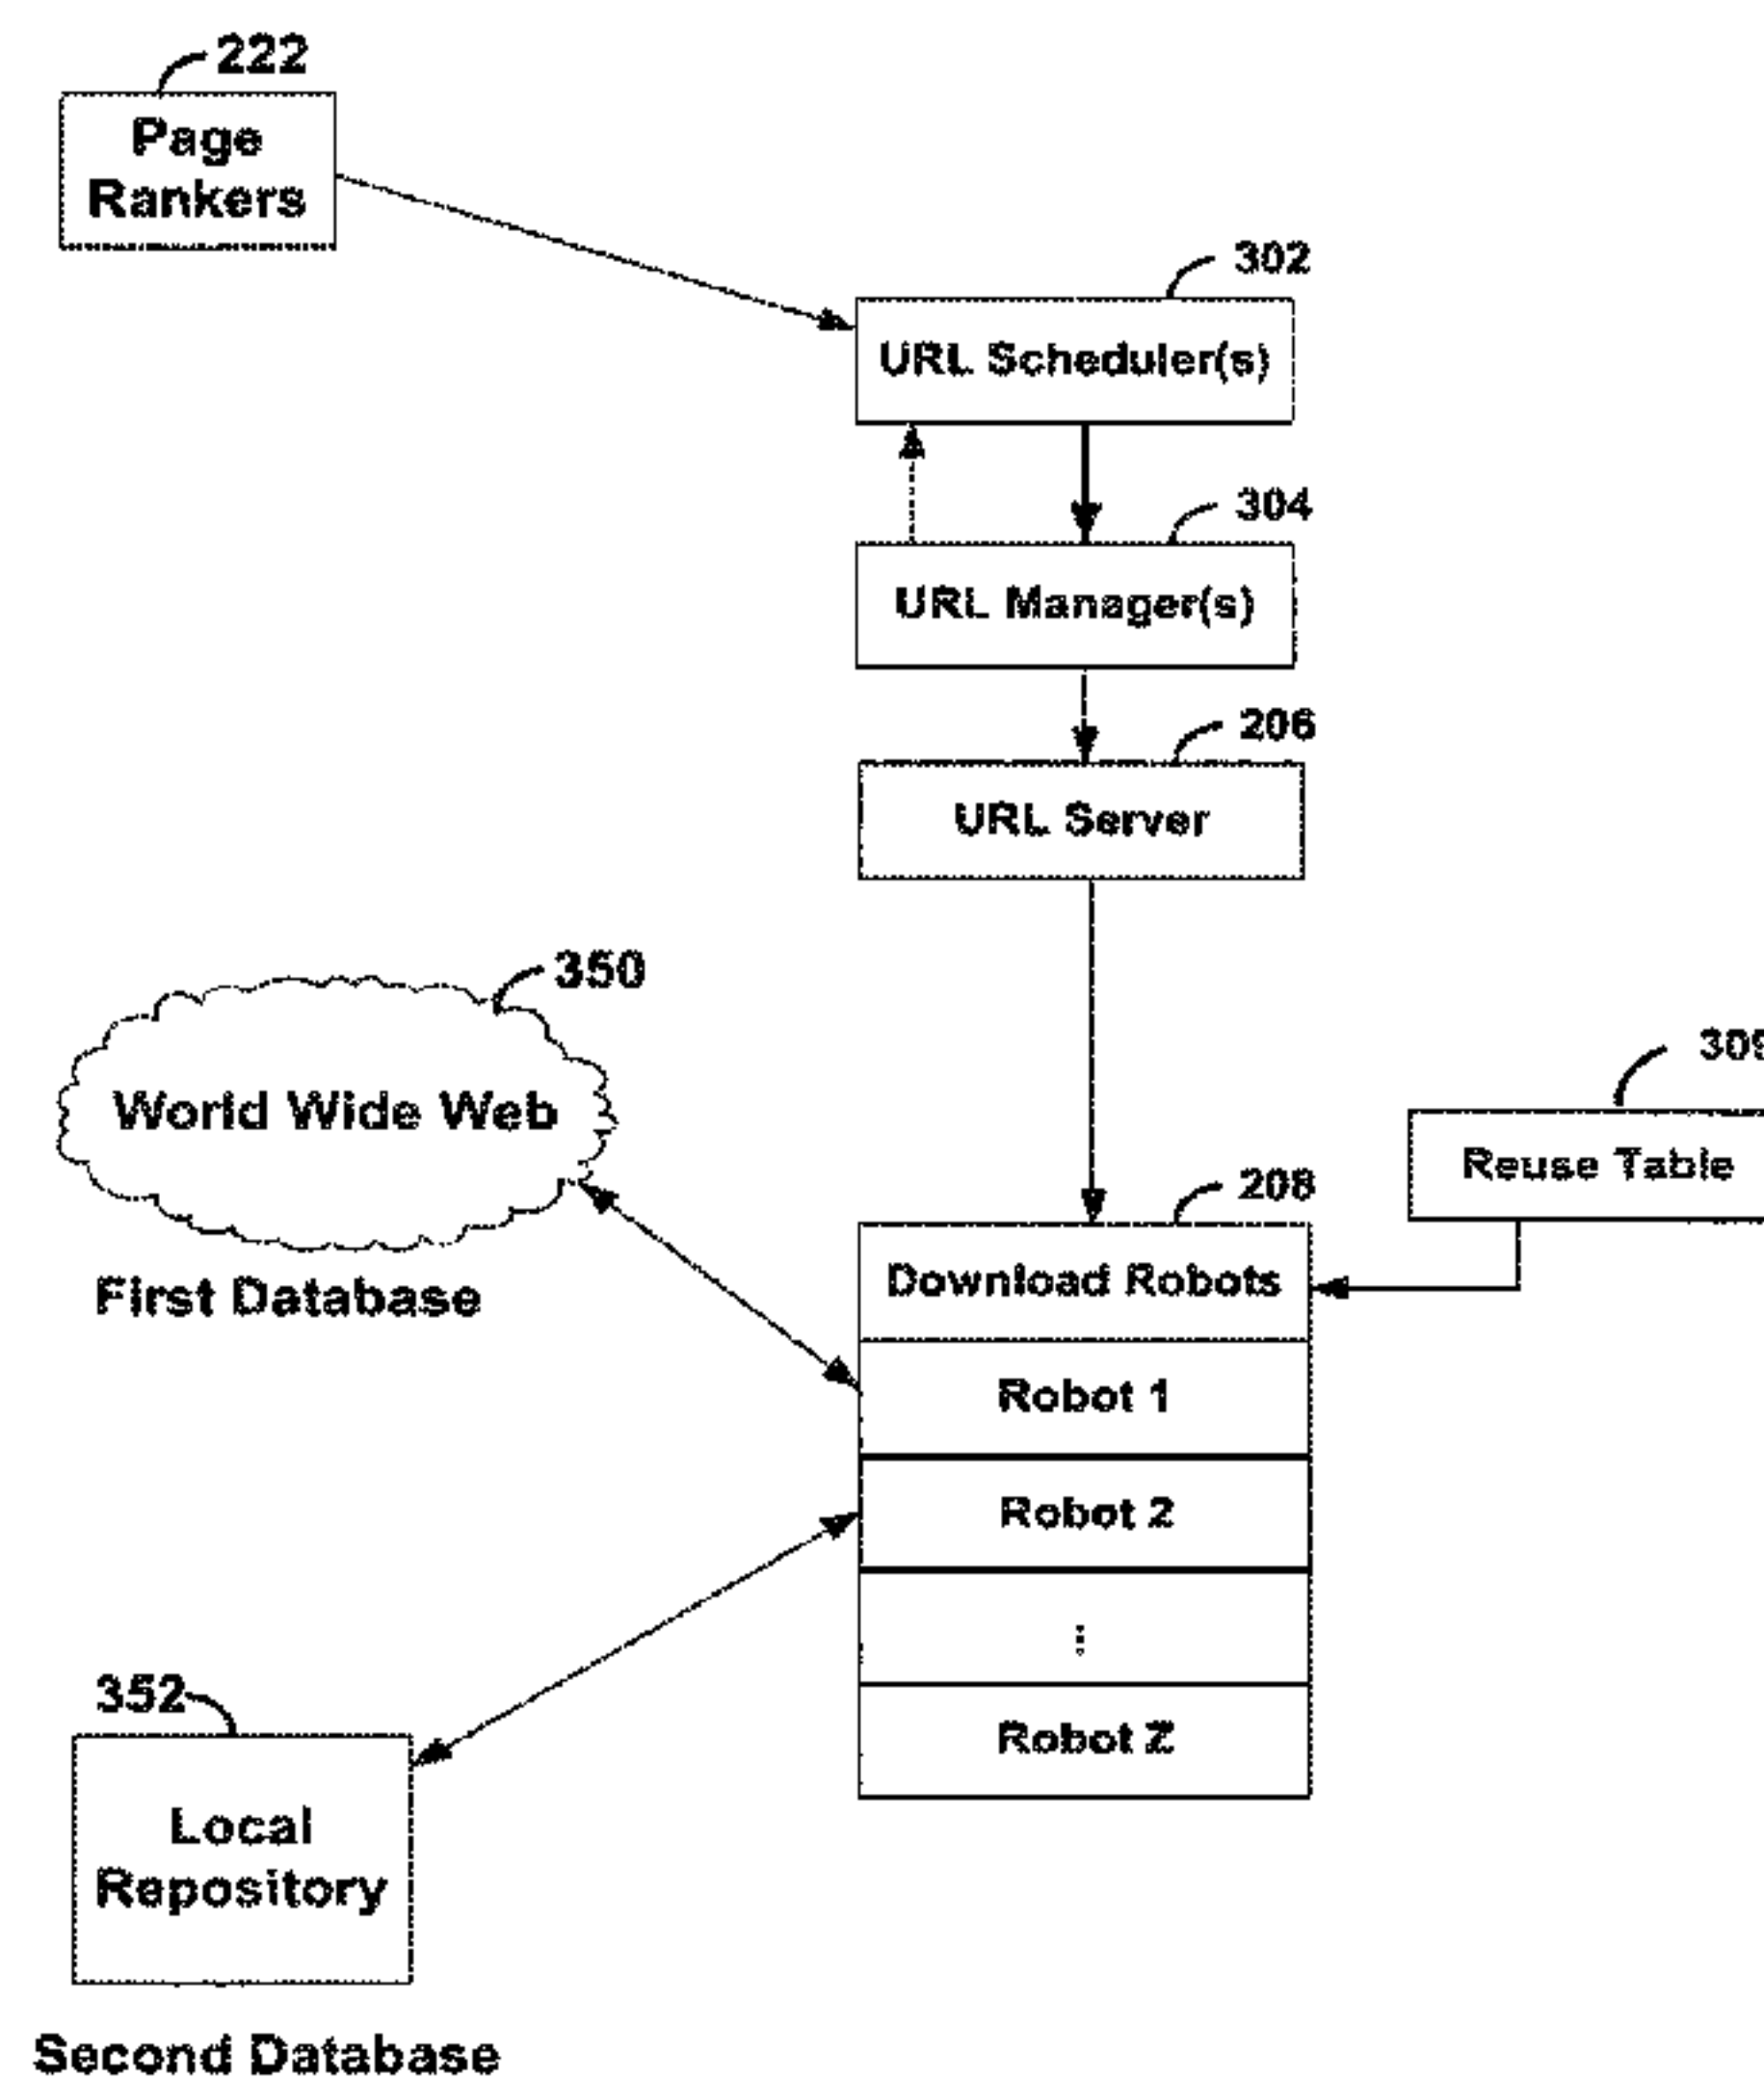 222
Page
Rankers
302
URL Scheduler(s)
304
URL Manager(s)
206
URL Server
350
World Wide Web
First Database
309
Reuse Table
208
Download Robots
Robot 1
Robot 2
⋮
Robot Z
352
Local
Repository
Second Database